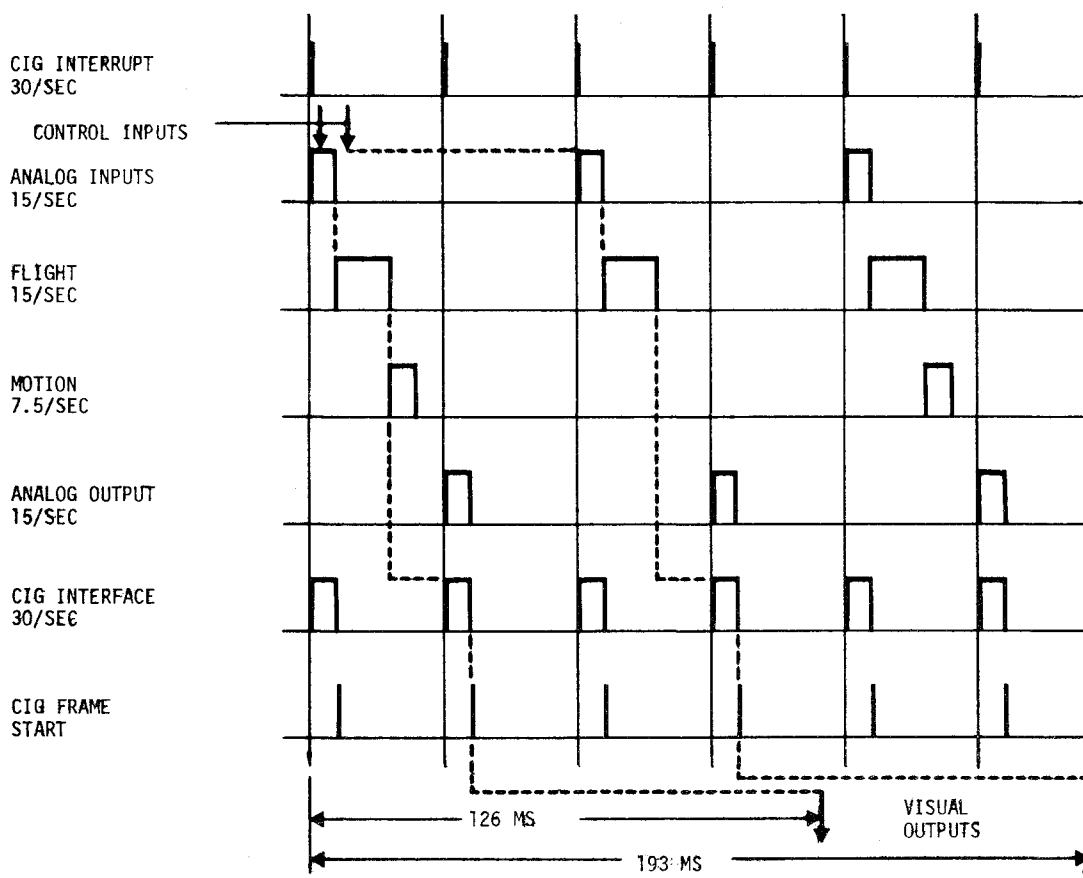 CIG INTERRUPT
30/SEC
CONTROL INPUTS
ANALOG INPUTS
15/SEC
FLIGHT
15/SEC
MOTION
7.5/SEC
ANALOG OUTPUT
15/SEC
CIG INTERFACE
30/SEC
CIG FRAME
START
126 MS
VISUAL
OUTPUTS
193 MS